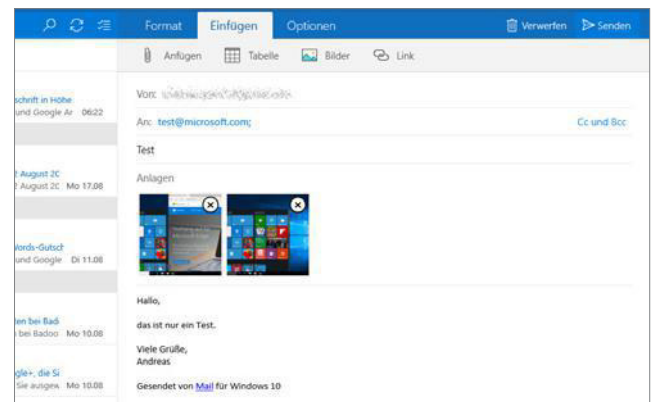 Format Einfügen Optionen Verwerfen Senden
Anfügen Tabelle Bilder Link
schrift in Höhe
und Google Ar 06:22
August 2C
August 2C Mo 17.08
Words-Gutsch
und Google Di 11.08
ten bei Bad
bei Badoo Mo 10.08
gle+, die Si
Sie ausgew. Mo 10.08
Von:
An: test@microsoft.com; Cc und Bcc
Test
Anlagen
Hallo,
das ist nur ein Test.
Viele Grüße,
Andreas
Gesendet von Mail für Windows 10